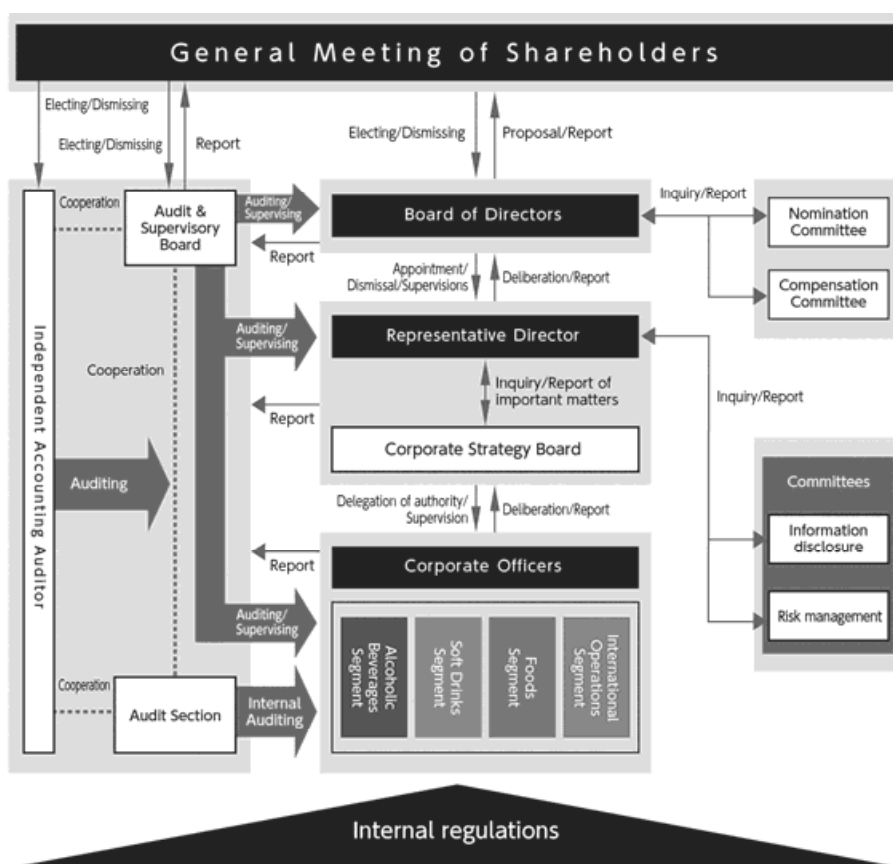 General Meeting of Shareholders
Electing/Dismissing
Electing/Dismissing
Report
Electing/Dismissing
Proposal/Report
Cooperation
Audit &
Supervisory
Board
Auditing/
Supervising
Report
Board of Directors
Inquiry/Report
Nomination
Committee
Compensation
Committee
Appointment/
Dismissal/Supervisions
Deliberation/Report
Independent Accounting Auditor
Cooperation
Auditing/
Supervising
Report
Representative Director
Inquiry/Report of
important matters
Corporate Strategy Board
Inquiry/Report
Auditing
Delegation of authority/
Supervision
Deliberation/Report
Committees
Information
disclosure
Risk management
Report
Corporate Officers
Auditing/
Supervising
Alcoholic
Beverages
Segment
Soft Drinks
Segment
Foods
Segment
International
Operations
Segment
Cooperation
Audit Section
Internal
Auditing
Internal regulations